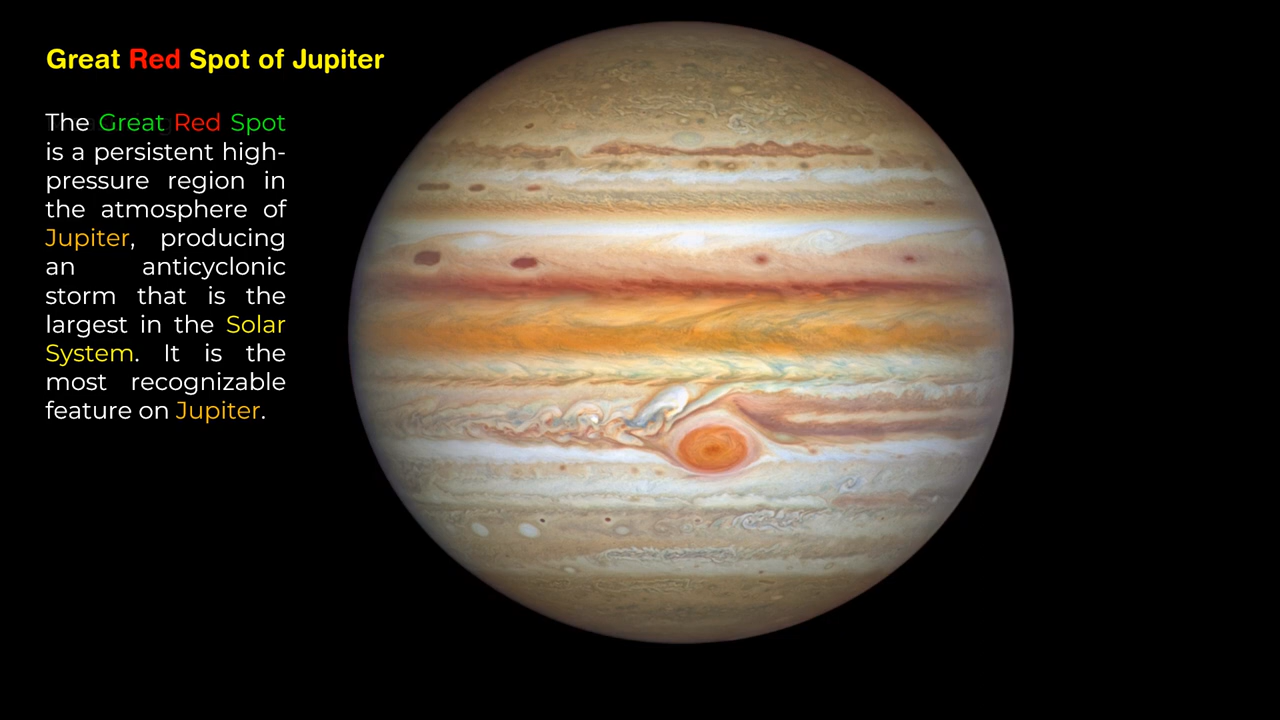 Great Red Spot of Jupiter
The Great Red Spot
is a persistent high-
pressure region in
the atmosphere of
Jupiter, producing
an anticyclonic
storm that is the
largest in the Solar
System. It is the
most recognizable
feature on Jupiter.